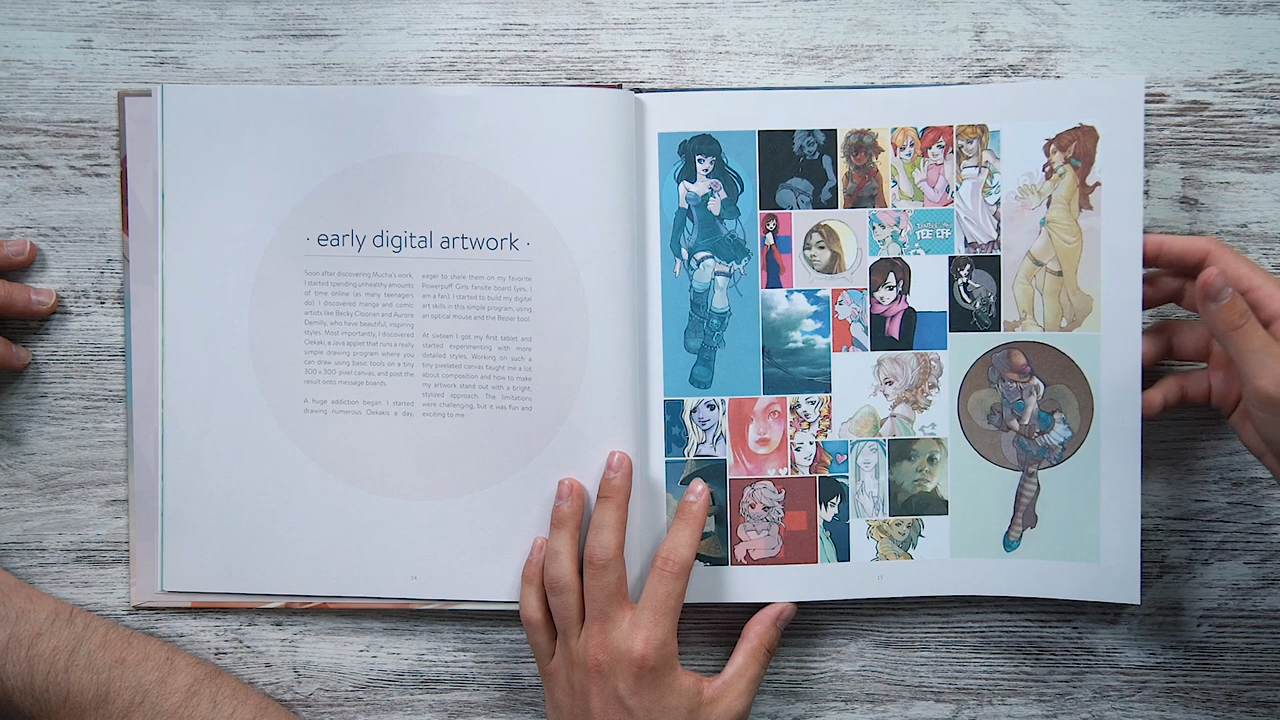 · early digital artwork ·
Soon after discovering Mucha's work,
I started spending unhealthy amounts
of time online (as many teenagers
do). I discovered manga and comic
artists like Becky Cloonan and Aurore
Demilly, who have beautiful, inspiring
styles. Most importantly, I discovered
Oekaki, a Java applet that runs a really
simple drawing program where you
can draw using basic tools on a tiny
300 x 300-pixel canvas, and post the
result onto message boards.
A huge addiction began. I started
drawing numerous Oekakis a day,
eager to share them on my favorite
Powerpuff Girls fansite board (yes, I
am a fan). I started to build my digital
art skills in this simple program, using
an optical mouse and the Bezier tool.
At sixteen I got my first tablet and
started experimenting with more
detailed styles. Working on such a
tiny pixelated canvas taught me a lot
about composition and how to make
my artwork stand out with a bright,
stylized approach. The limitations
were challenging, but it was fun and
exciting to me.
14
TEE EFF
15